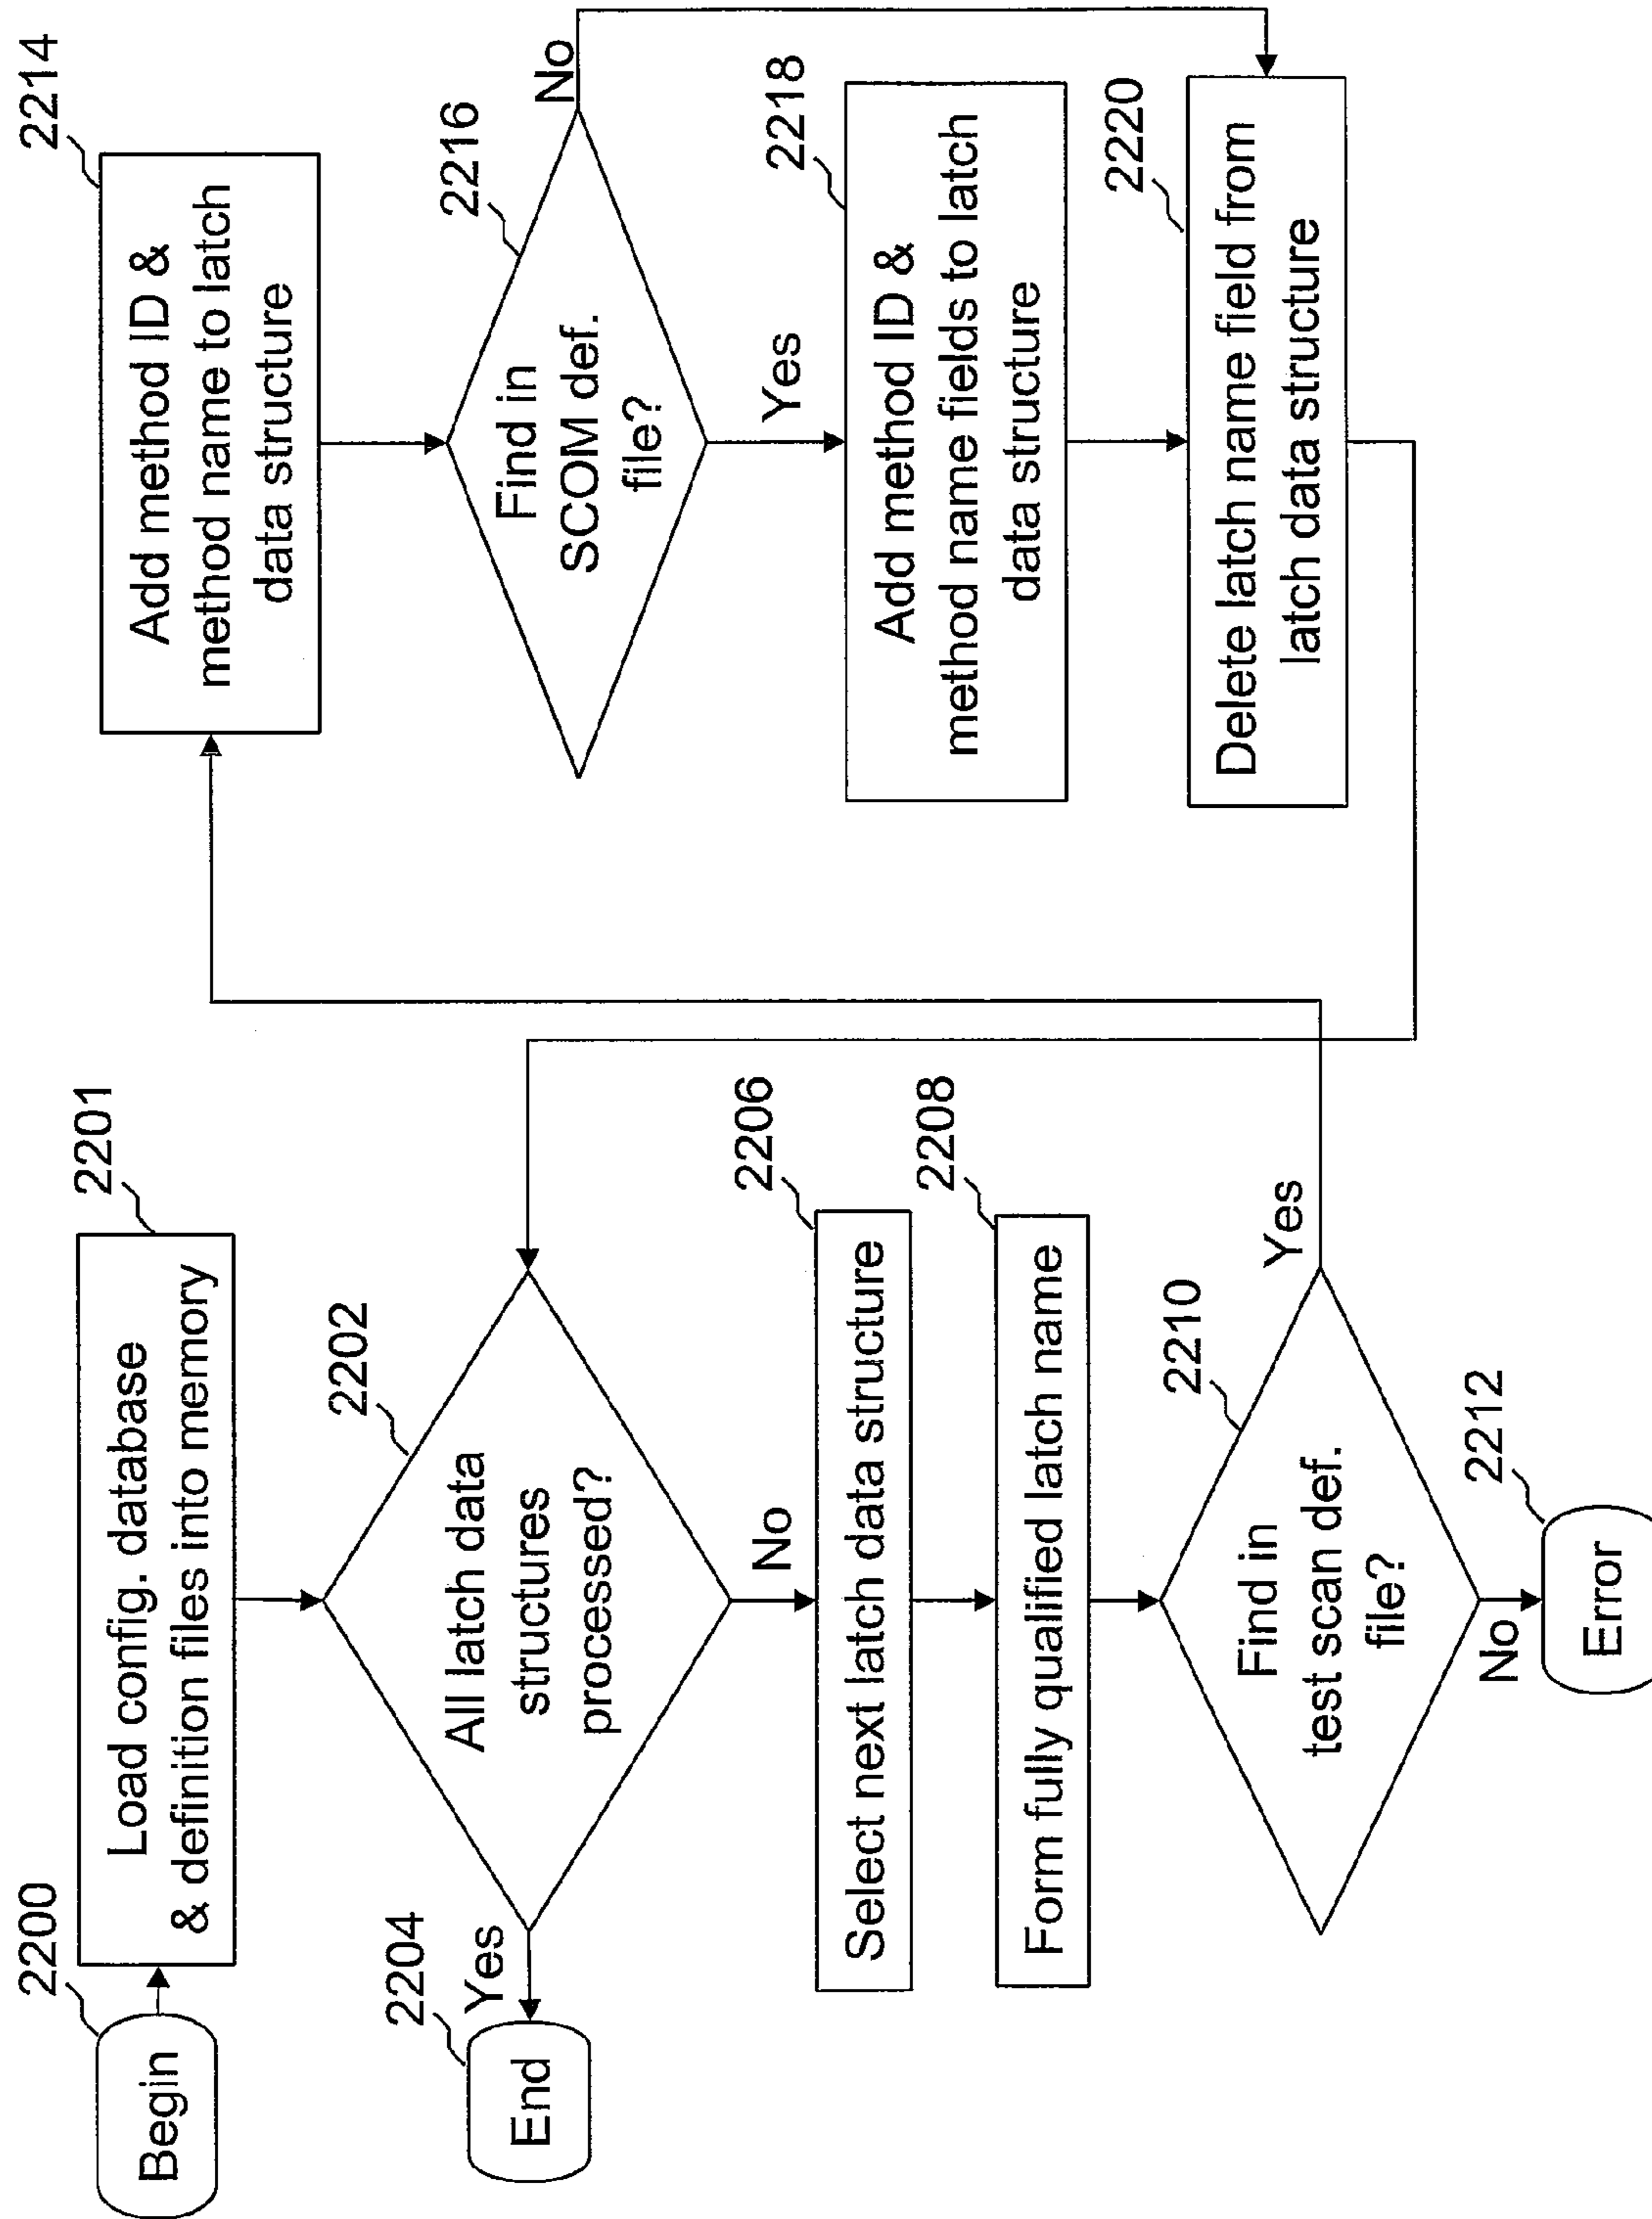 2200
Begin
2201
Load config. database
& definition files into memory
2202
All latch data
structures
processed?
Yes
2204
End
No
2206
Select next latch data structure
2208
Form fully qualified latch name
2210
Find in
test scan def.
file?
Yes
No
2212
Error
2214
Add method ID &
method name to latch
data structure
2216
Find in
SCOM def.
file?
No
Yes
2218
Add method ID &
method name fields to latch
data structure
2220
Delete latch name field from
latch data structure